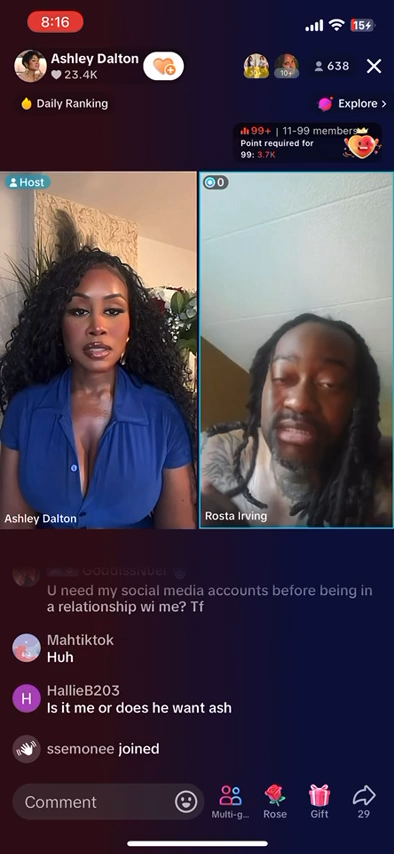 8:16
15
Ashley Dalton
23.4K
10+
638
Daily Ranking
Explore >
99+ | 11-99 members
Point required for
99: 3.7K
Host
0
Ashley Dalton
Rosta Irving
U need my social media accounts before being in
a relationship wi me? Tf
Mahtiktok
Huh
H
HallieB203
Is it me or does he want ash
ssemonee joined
Comment
Multi-g...
Rose
Gift
29